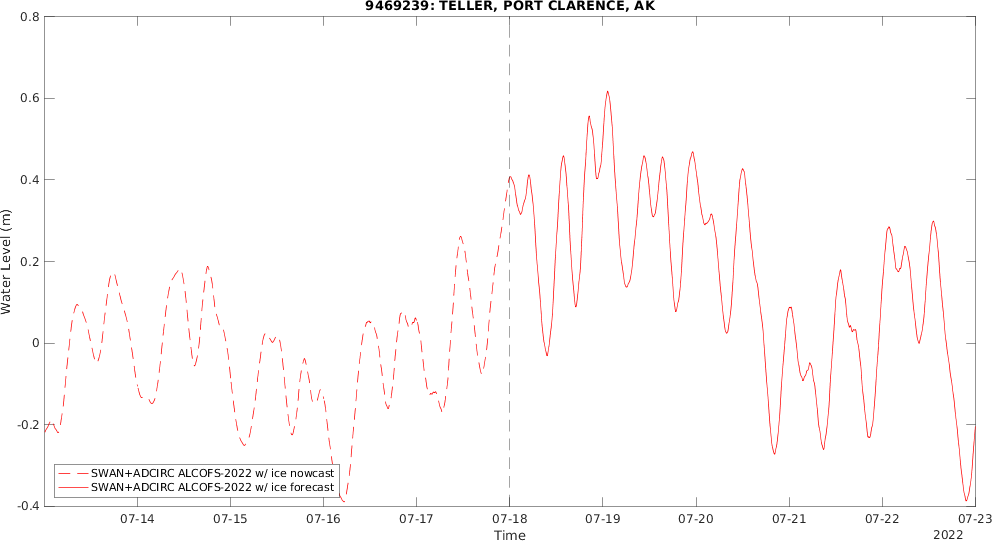 9469239: TELLER, PORT CLARENCE, AK
0.8
0.6
0.4
0.2
0
-0.2
-0.4
Water Level (m)
SWAN+ADCIRC ALCOFS-2022 w/ ice nowcast
SWAN+ADCIRC ALCOFS-2022 w/ ice forecast
07-14 07-15 07-16 07-17 07-18 07-19 07-20 07-21 07-22 07-23
Time
2022